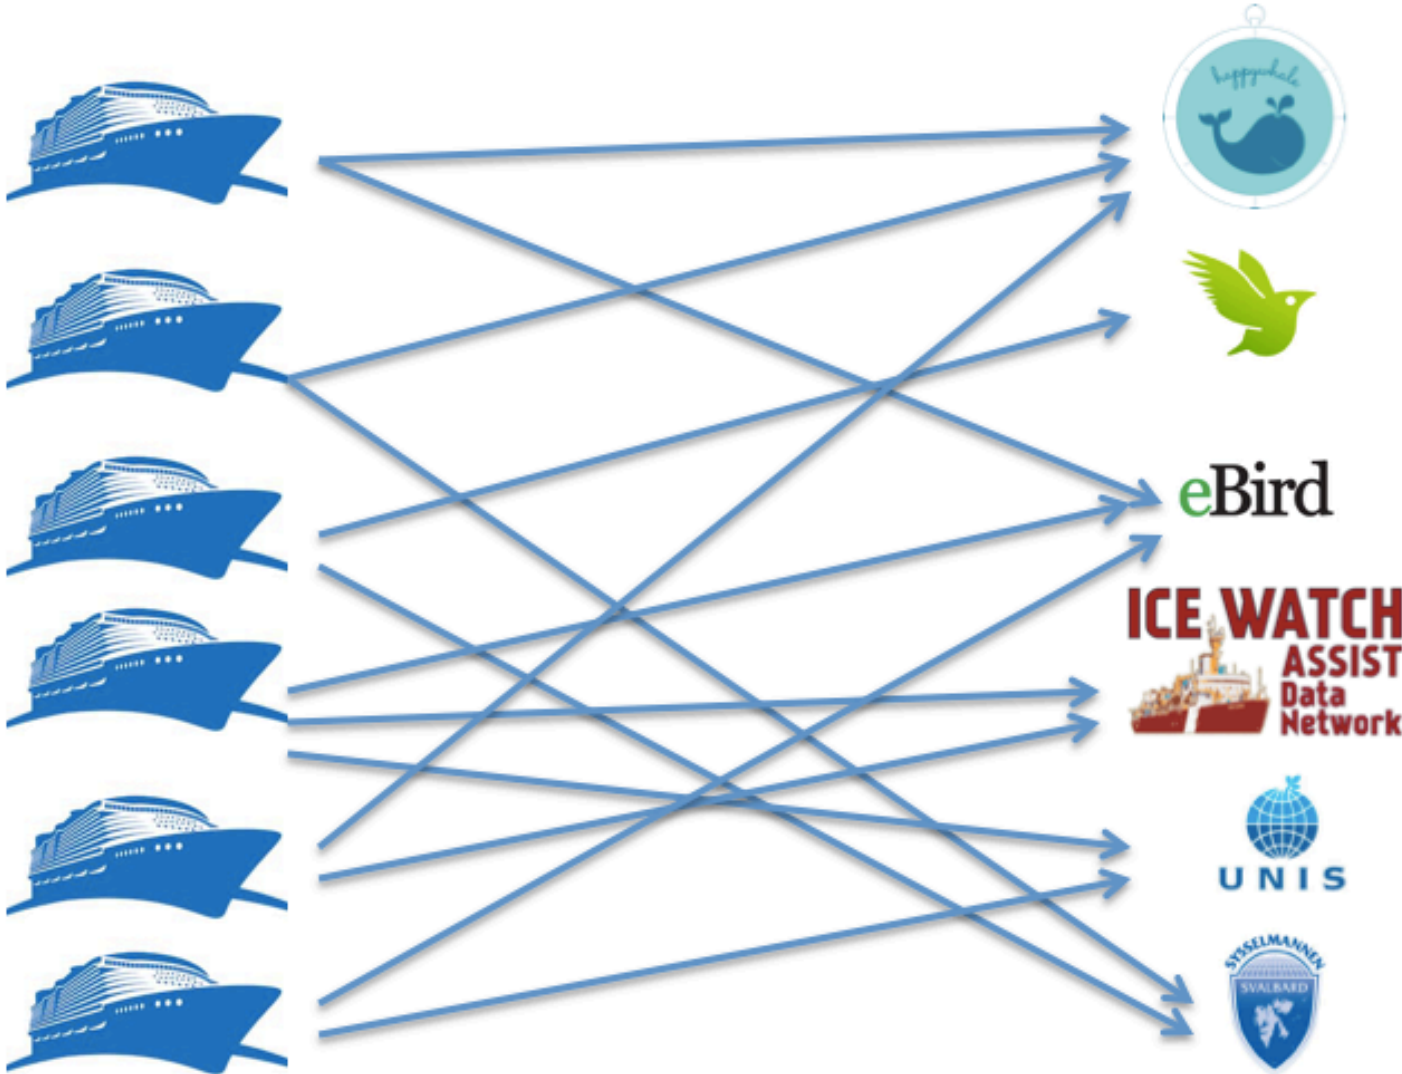 happywhale
eBird
ICE WATCH
ASSIST
Data
Network
UNIS
SYSSELMANNEN
SVALBARD